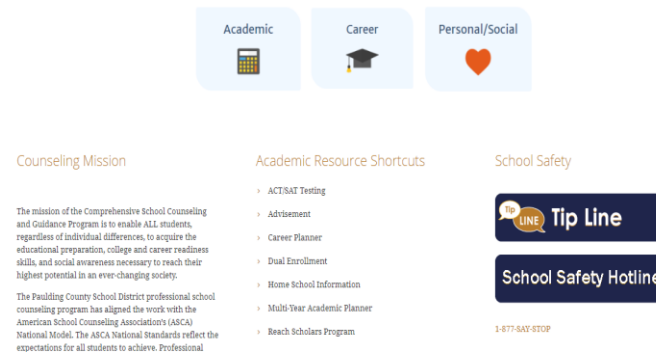 Academic
Career
Personal/Social
Counseling Mission
The mission of the Comprehensive School Counseling
and Guidance Program is to enable ALL students,
regardless of individual differences, to acquire the
educational preparation, college and career readiness
skills, and social awareness necessary to reach their
highest potential in an ever-changing society.
The Paulding County School District professional school
counseling program has aligned the work with the
American School Counseling Association's (ASCA)
National Model. The ASCA National Standards reflect the
expectations for all students to achieve. Professional
Academic Resource Shortcuts
› ACT/SAT Testing
› Advisement
› Career Planner
› Dual Enrollment
› Home School Information
› Multi-Year Academic Planner
› Reach Scholars Program
School Safety
Tip LINE Tip Line
School Safety Hotline
1-877-SAY-STOP